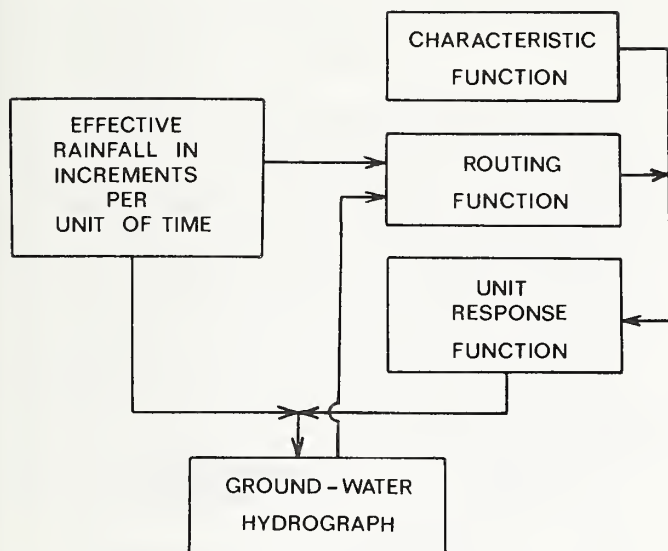 CHARACTERISTIC
FUNCTION
EFFECTIVE
RAINFALL IN
INCREMENTS
PER
UNIT OF TIME
ROUTING
FUNCTION
UNIT
RESPONSE
FUNCTION
GROUND-WATER
HYDROGRAPH